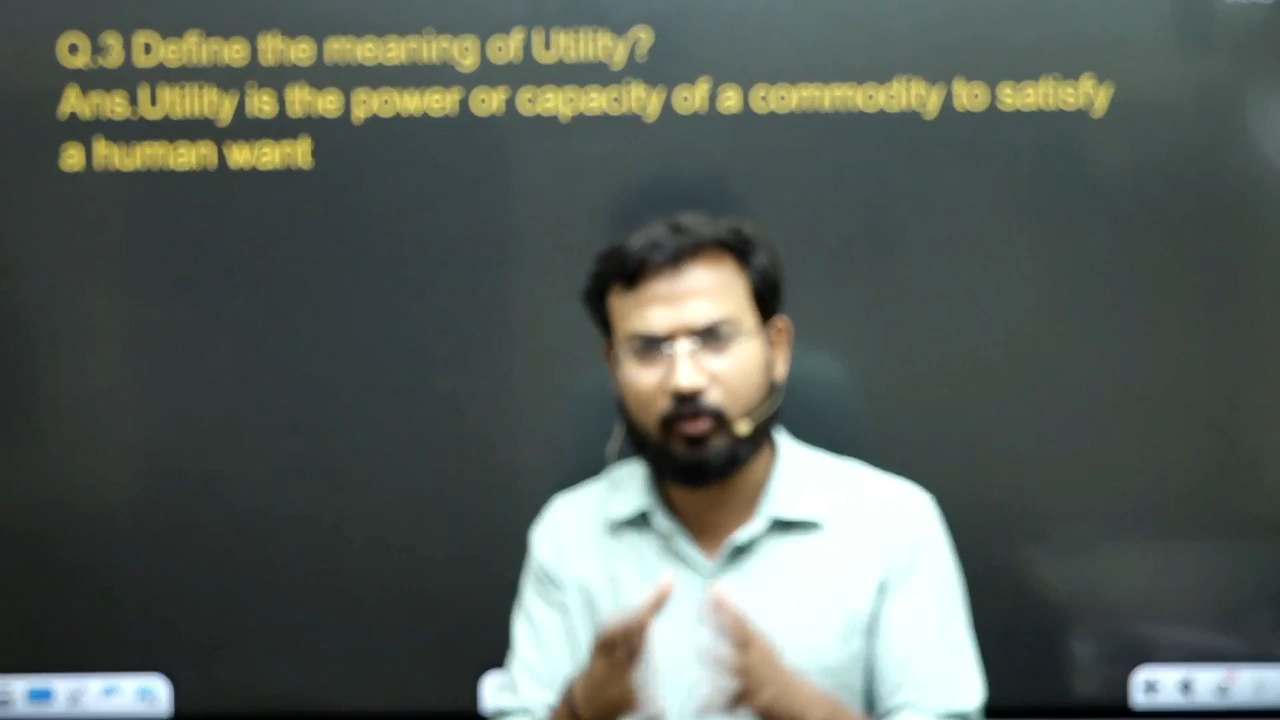 Q.3 Define the meaning of Utility?
Ans.Utility is the power or capacity of a commodity to satisfy
a human want